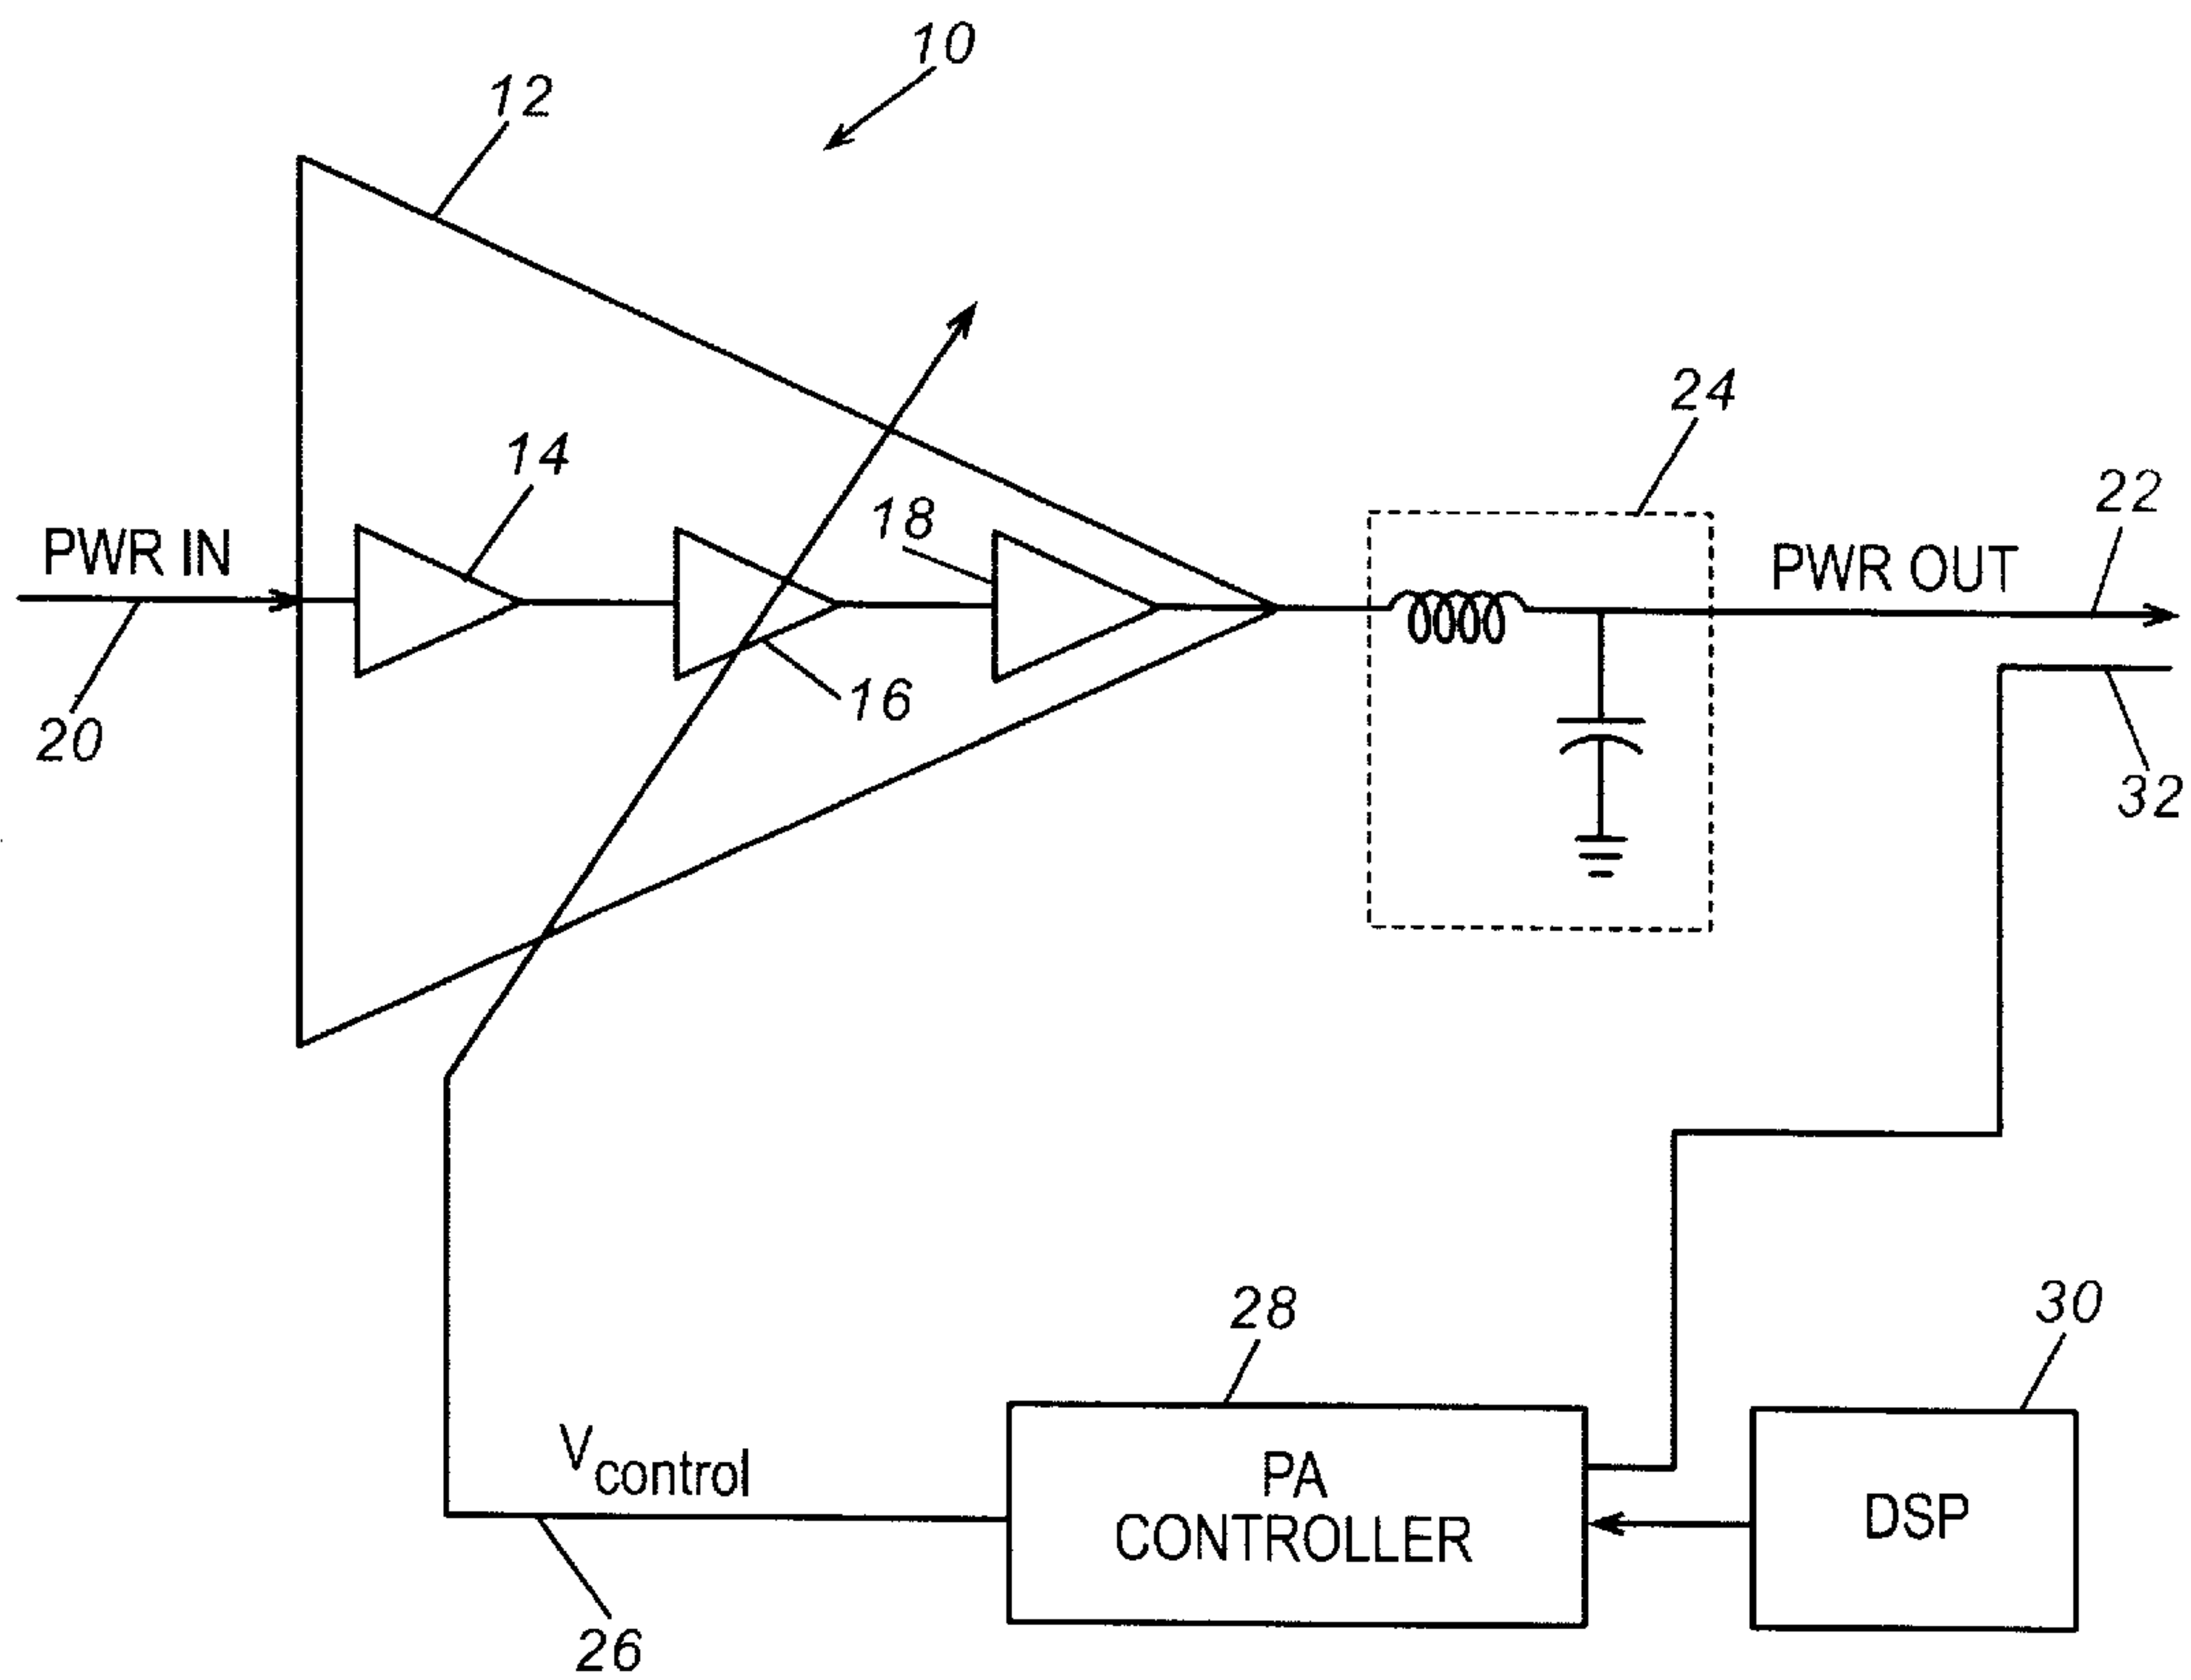 10
12
24
14
18
22
PWR IN
PWR OUT
16
20
32
28
30
Vcontrol
PA
CONTROLLER
DSP
26